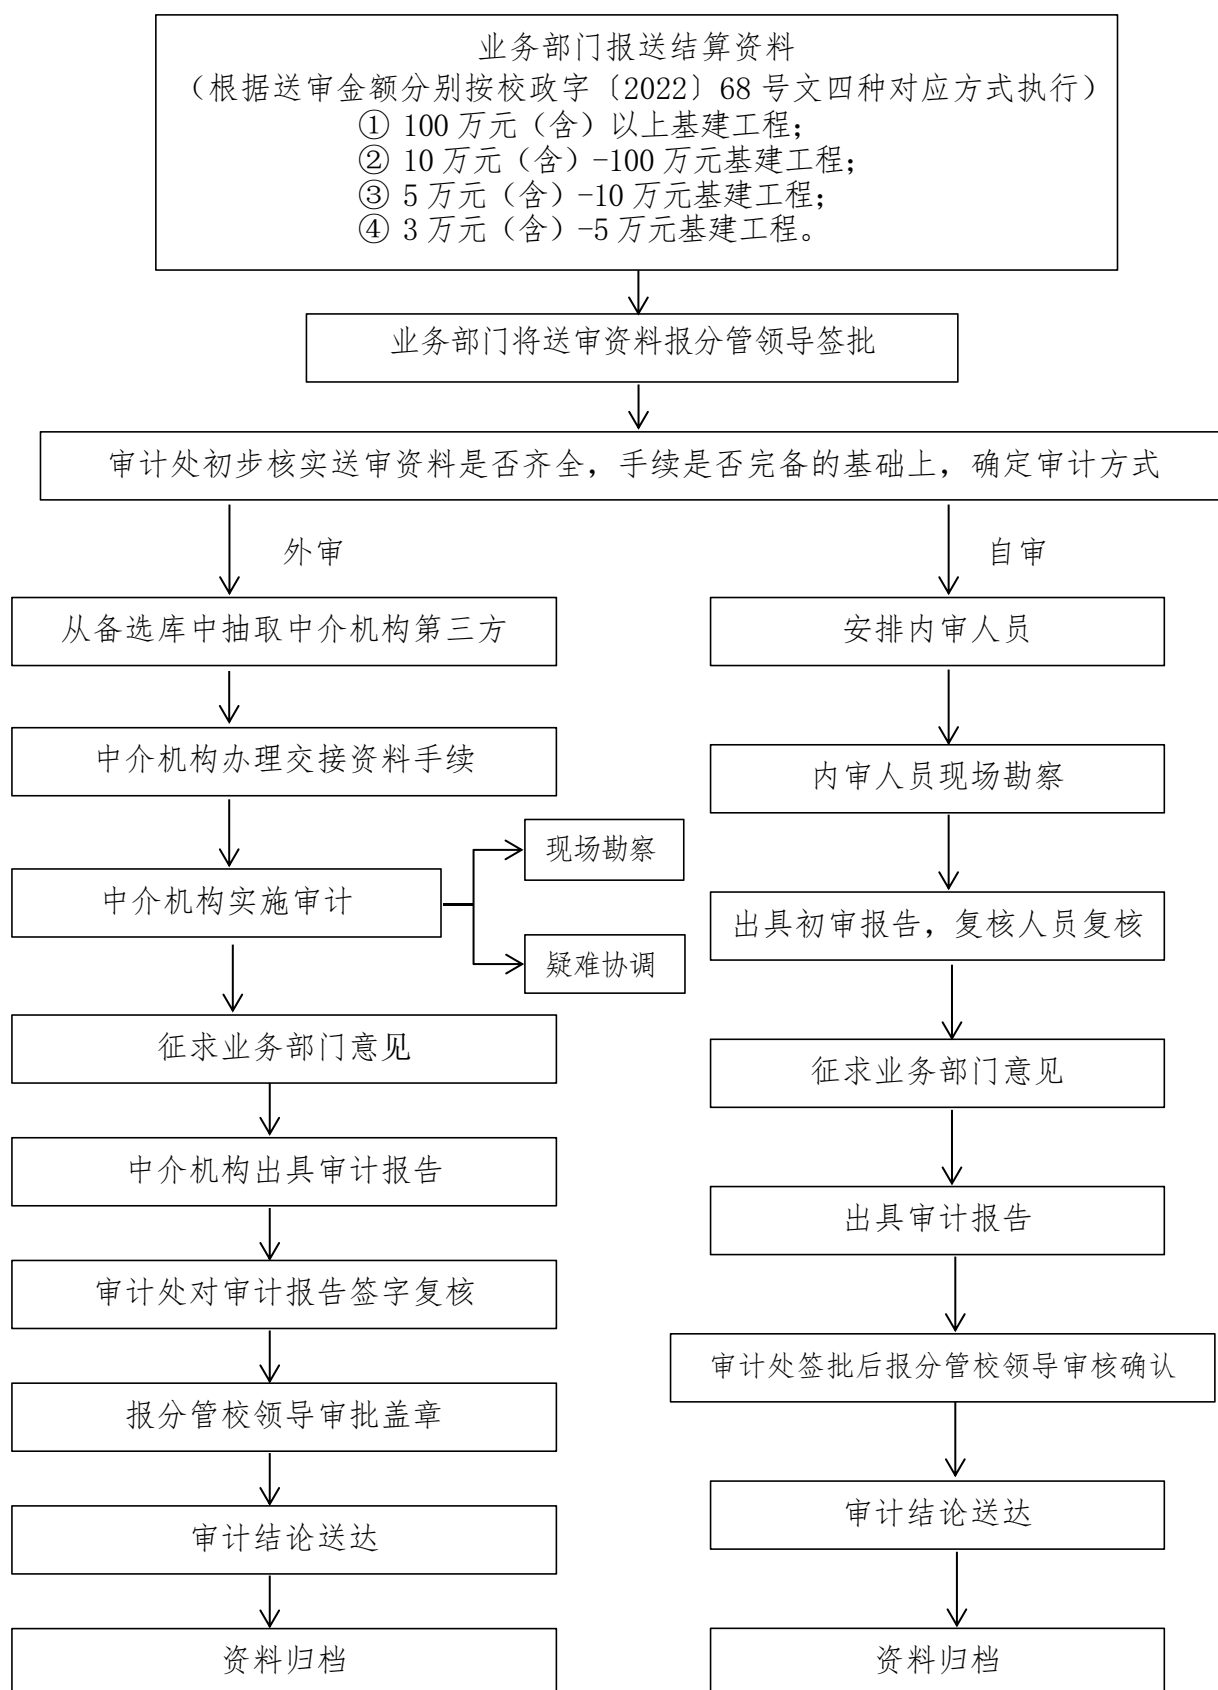 业务部门报送结算资料
（根据送审金额分别按校政字〔2022〕68 号文四种对应方式执行）
① 100 万元（含）以上基建工程；
② 10 万元（含）-100 万元基建工程；
③ 5 万元（含）-10 万元基建工程；
④ 3 万元（含）-5 万元基建工程。
业务部门将送审资料报分管领导签批
审计处初步核实送审资料是否齐全，手续是否完备的基础上，确定审计方式
外审
自审
从备选库中抽取中介机构第三方
中介机构办理交接资料手续
中介机构实施审计
现场勘察
疑难协调
征求业务部门意见
中介机构出具审计报告
审计处对审计报告签字复核
报分管校领导审批盖章
审计结论送达
资料归档
安排内审人员
内审人员现场勘察
出具初审报告，复核人员复核
征求业务部门意见
出具审计报告
审计处签批后报分管校领导审核确认
审计结论送达
资料归档